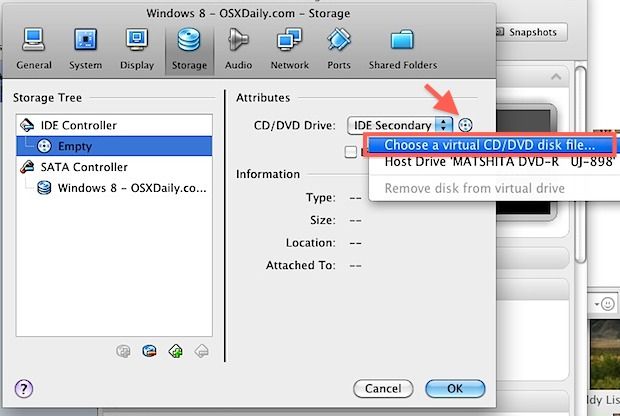 Windows 8 - OSXDaily.com - Storage
General System Display Storage Audio Network Ports Shared Folders
Snapshots
Storage Tree
IDE Controller
Empty
SATA Controller
Windows 8 - OSXDaily.co...
Attributes
CD/DVD Drive: IDE Secondary
Choose a virtual CD/DVD disk file...
Host Drive 'MATSHITA DVD-R UJ-898'
Remove disk from virtual drive
Information
Type: --
Size: --
Location: --
Attached To: --
?
Cancel OK
ldy Lis